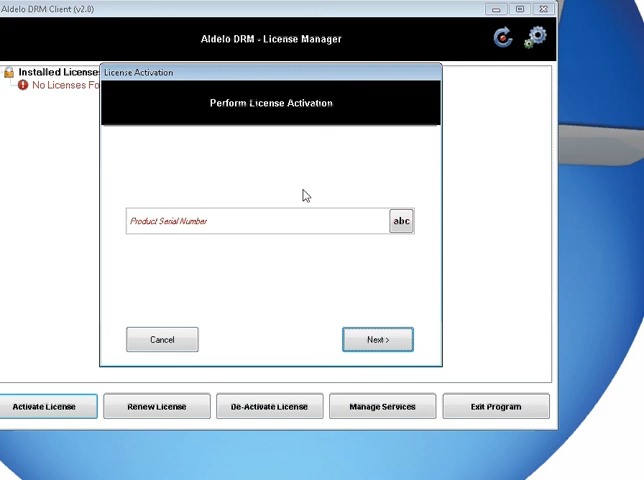 Aldelo DRM Client (v2.0)
Aldelo DRM - License Manager
Installed License
No Licenses Fo
License Activation
Perform License Activation
Product Serial Number
abc
Cancel
Next >
Activate License
Renew License
De-Activate License
Manage Services
Exit Program